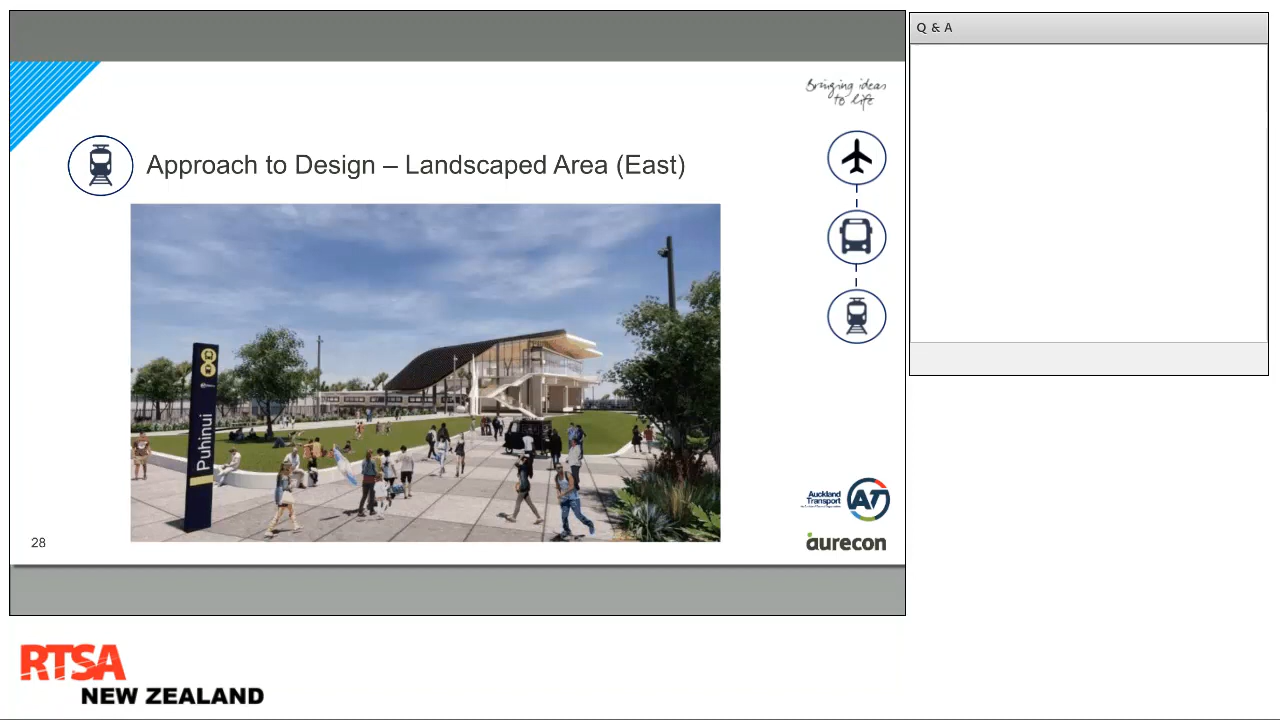 Q & A
Bringing ideas
to life
Approach to Design – Landscaped Area (East)
Puhinui
Auckland
Transport
AT
aurecon
28
RTSA
NEW ZEALAND